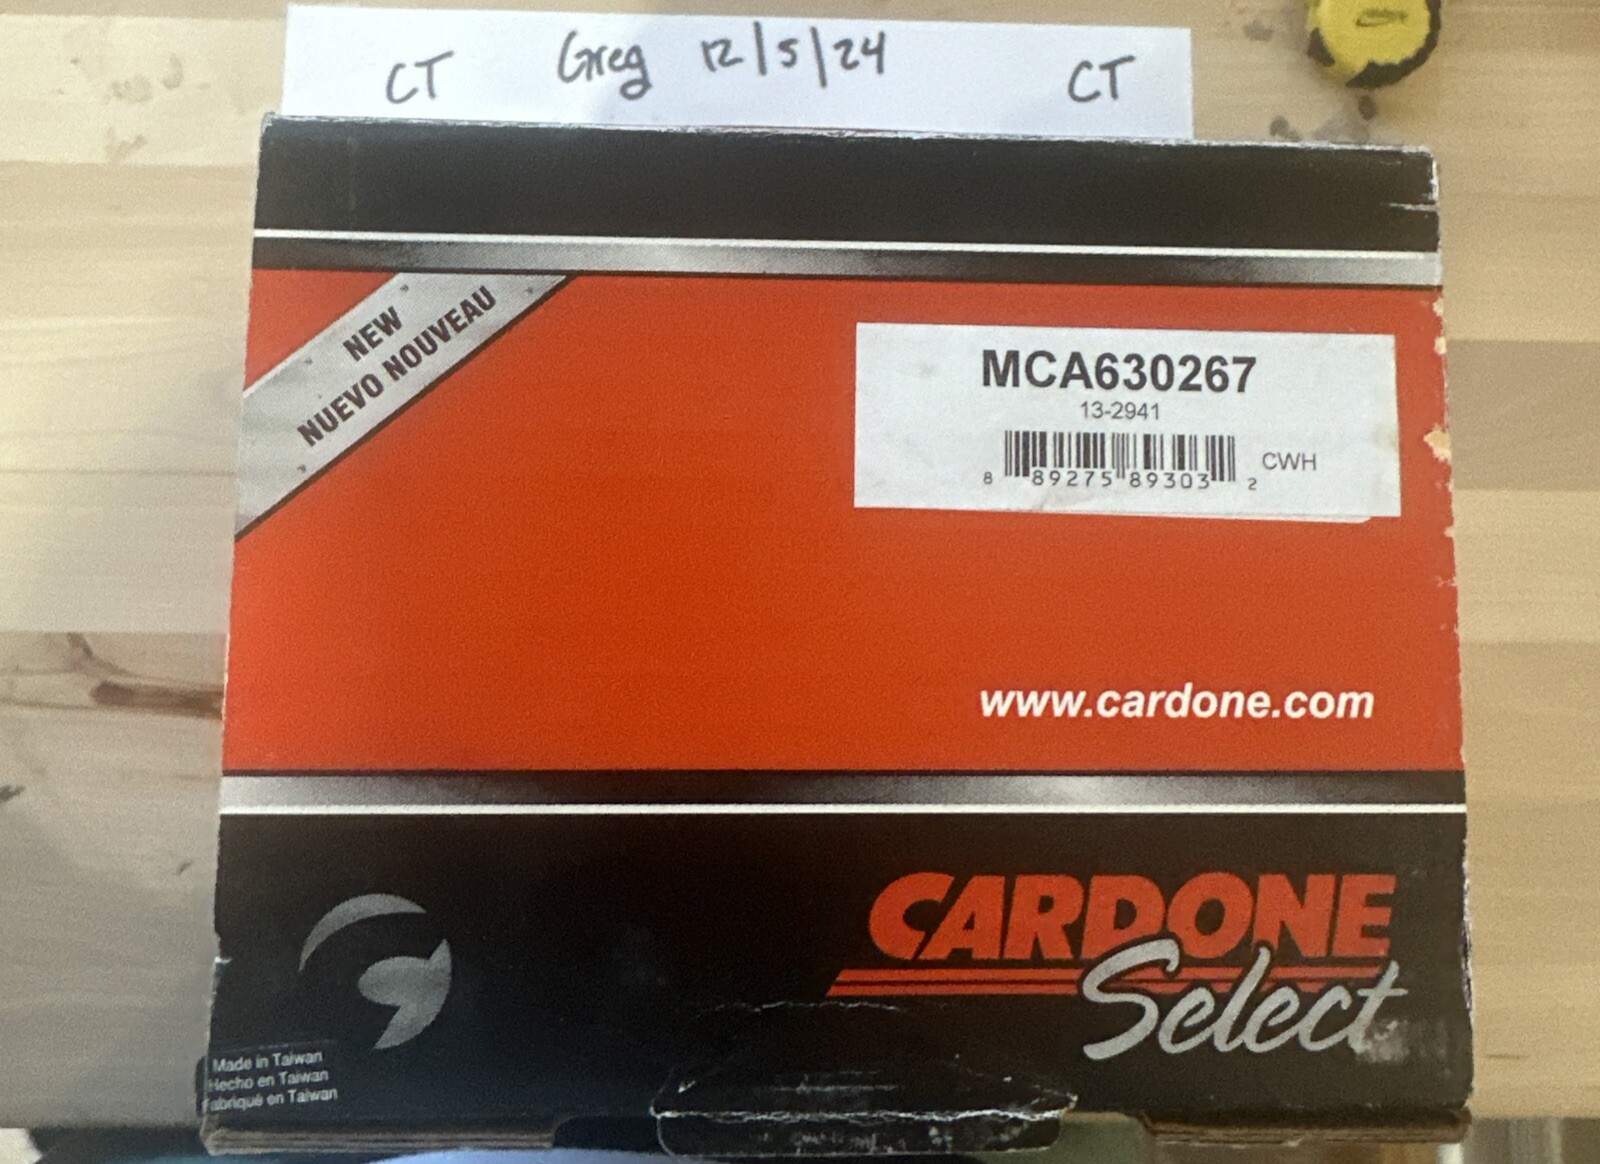 CT Greg 12/5/24 CT
NEW
NUEVO NOUVEAU
MCA630267
13-2941
CWH
8 89275 89303 2
www.cardone.com
CARDONE
Select
Made in Taiwan
Hecho en Taiwan
Fabriqué en Taiwan